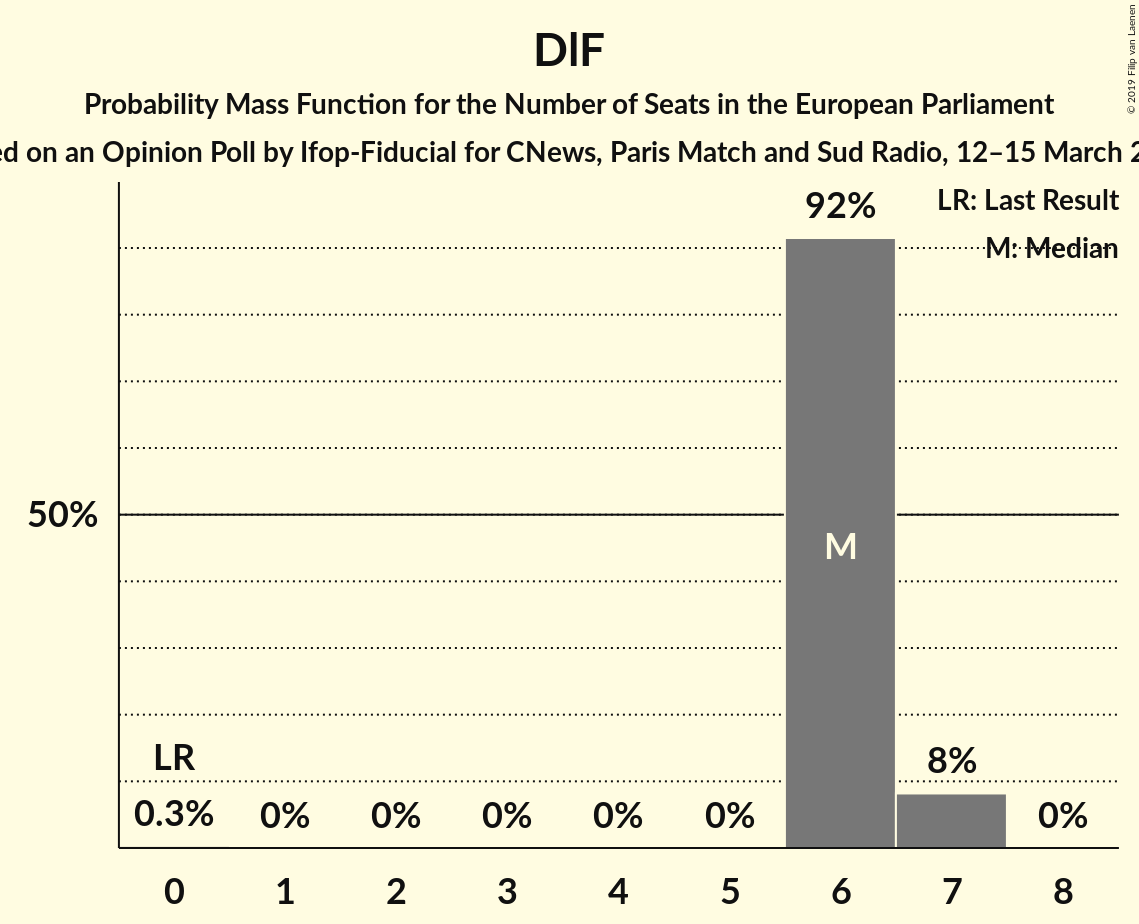 DlF
Probability Mass Function for the Number of Seats in the European Parliament
on an Opinion Poll by Ifop-Fiducial for CNews, Paris Match and Sud Radio, 12–15 March
© 2019 Filip van Laenen
LR: Last Result
M: Median
92%
50%
M
LR
8%
0.3% 0% 0% 0% 0% 0% 0%
0 1 2 3 4 5 6 7 8